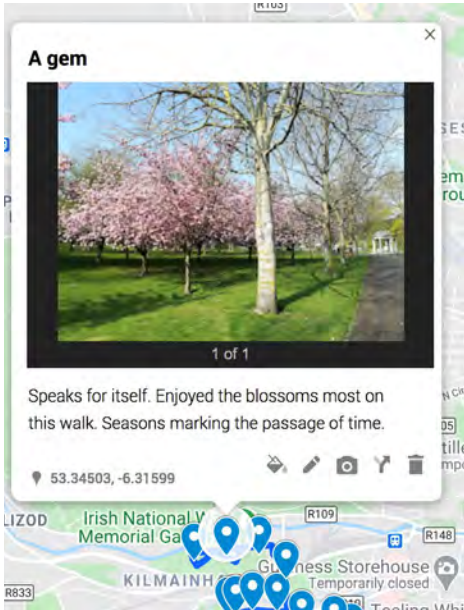 R103
A gem
1 of 1
Speaks for itself. Enjoyed the blossoms most on
this walk. Seasons marking the passage of time.
53.34503, -6.31599
LIZOD
Irish National
Memorial Ga
R109
R148
KILMAINH
Guinness Storehouse
Temporarily closed
R833